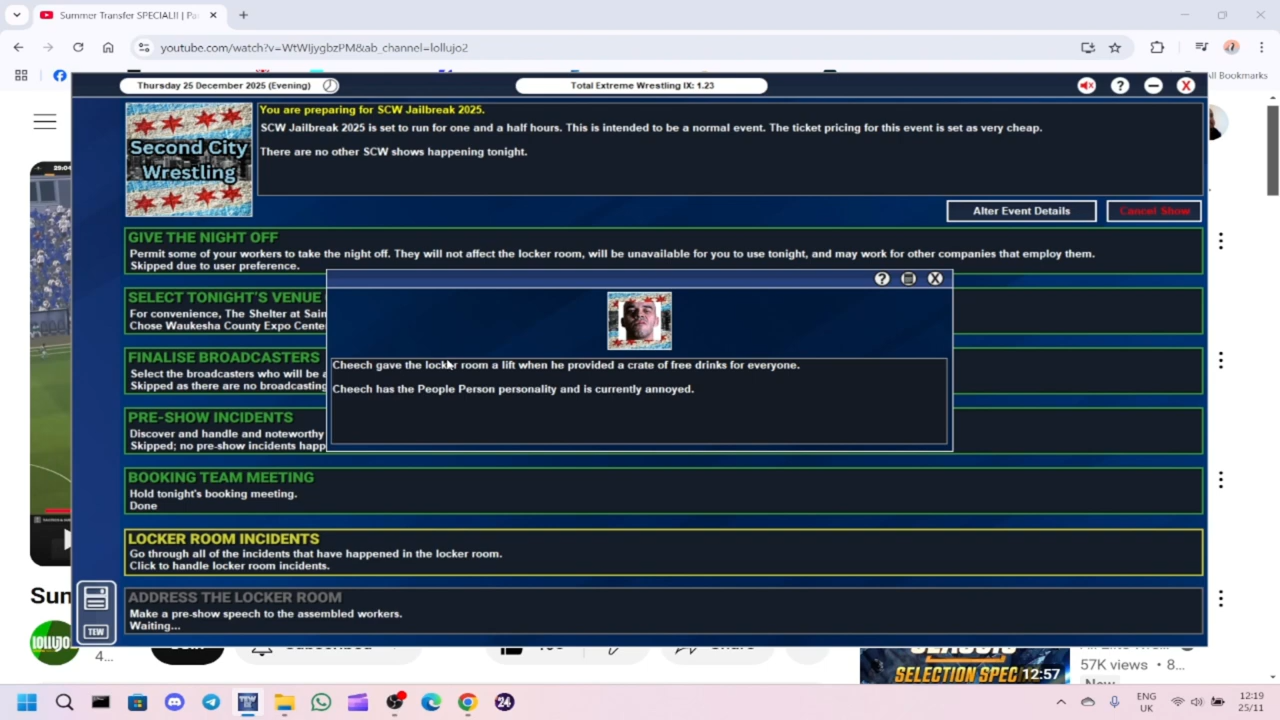 Summer Transfer SPECIAL!! | Pa
youtube.com/watch?v=WtWIjygbzPM&ab_channel=lollujo2
All Bookmarks
Thursday 25 December 2025 (Evening)
Total Extreme Wrestling IX: 1.23
Second City
Wrestling
You are preparing for SCW Jailbreak 2025.
SCW Jailbreak 2025 is set to run for one and a half hours. This is intended to be a normal event. The ticket pricing for this event is set as very cheap.
There are no other SCW shows happening tonight.
Alter Event Details
Cancel Show
GIVE THE NIGHT OFF
Permit some of your workers to take the night off. They will not affect the locker room, will be unavailable for you to use tonight, and may work for other companies that employ them.
Skipped due to user preference.
SELECT TONIGHT'S VENUE
For convenience, The Shelter at Sain
Chose Waukesha County Expo Cente
FINALISE BROADCASTERS
Select the broadcasters who will be a
Skipped as there are no broadcasting
PRE-SHOW INCIDENTS
Discover and handle and noteworthy
Skipped; no pre-show incidents happ
Cheech gave the locker room a lift when he provided a crate of free drinks for everyone.
Cheech has the People Person personality and is currently annoyed.
BOOKING TEAM MEETING
Hold tonight's booking meeting.
Done
LOCKER ROOM INCIDENTS
Go through all of the incidents that have happened in the locker room.
Click to handle locker room incidents.
ADDRESS THE LOCKER ROOM
Make a pre-show speech to the assembled workers.
Waiting...
TEW
29:04
Sun
LOLLUJO
4...
SELECTION SPEC
12:57
57K views • 8...
TEW
24
ENG
UK
12:19
25/11